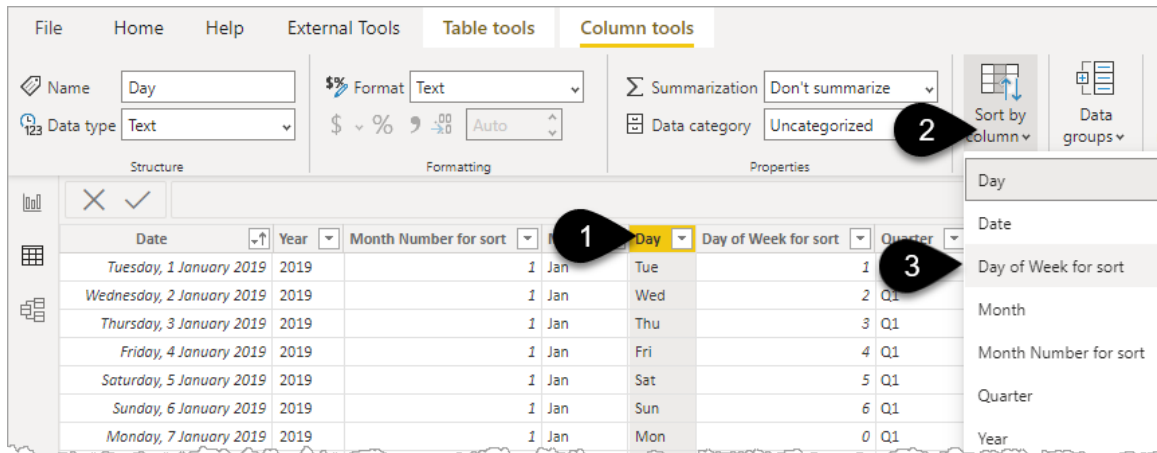 File Home Help External Tools Table tools Column tools
Name Day $% Format Text Σ Summarization Don't summarize Sort by column Data groups
123 Data type Text $ % 9 .00 .0 Auto Data category Uncategorized 2
Structure Formatting Properties
Day
Date
Day of Week for sort
Month
Month Number for sort
Quarter
Year
1
3
Date Year Month Number for sort Day Day of Week for sort Quarter
Tuesday, 1 January 2019 2019 1 Jan Tue 1
Wednesday, 2 January 2019 2019 1 Jan Wed 2 Q1
Thursday, 3 January 2019 2019 1 Jan Thu 3 Q1
Friday, 4 January 2019 2019 1 Jan Fri 4 Q1
Saturday, 5 January 2019 2019 1 Jan Sat 5 Q1
Sunday, 6 January 2019 2019 1 Jan Sun 6 Q1
Monday, 7 January 2019 2019 1 Jan Mon 0 Q1